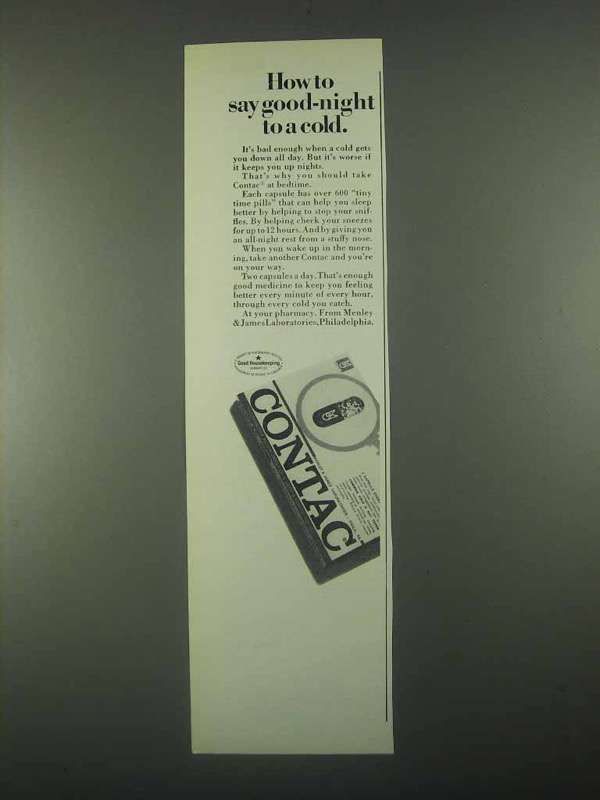 How to
say good-night
to a cold.
It's bad enough when a cold gets
you down all day. But it's worse if
it keeps you up nights.
That's why you should take
Contac® at bedtime.
Each capsule has over 600 "tiny
time pills" that can help you sleep
better by helping to stop your snif-
fles. By helping check your sneezes
for up to 12 hours. And by giving you
an all-night rest from a stuffy nose.
When you wake up in the morn-
ing, take another Contac and you're
on your way.
Two capsules a day. That's enough
good medicine to keep you feeling
better every minute of every hour,
through every cold you catch.
At your pharmacy. From Menley
& James Laboratories, Philadelphia.
Good Housekeeping
CONTAC